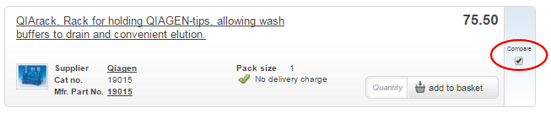 QIArack, Rack for holding QIAGEN-tips, allowing wash
buffers to drain and convenient elution.
75.50
Compare
Supplier Qiagen
Cat no. 19015
Mfr. Part No. 19015
Pack size 1
No delivery charge
Quantity
add to basket